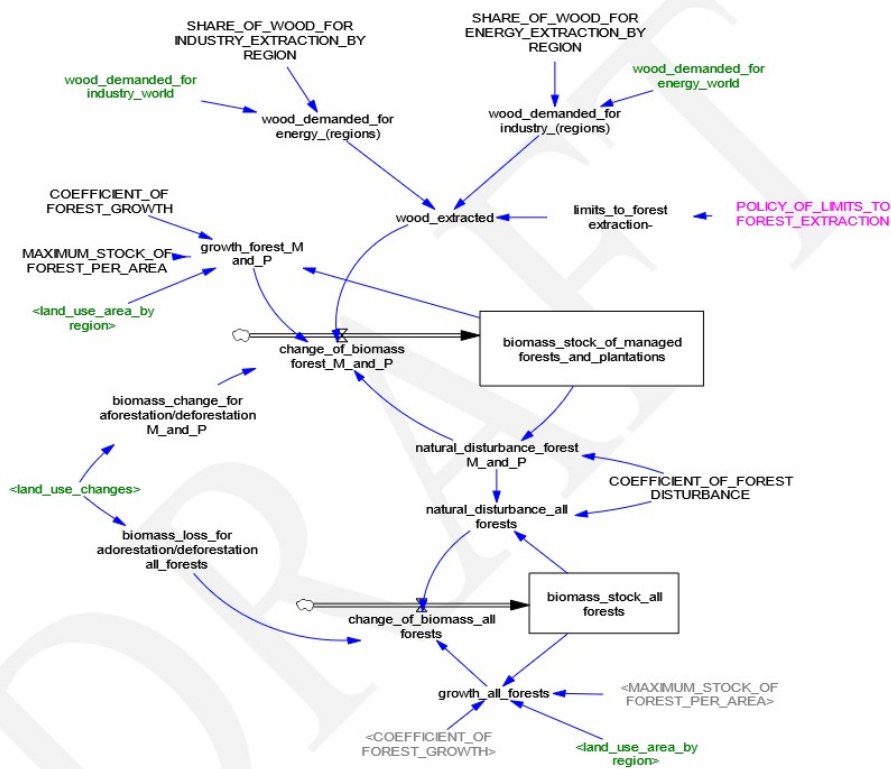 SHARE_OF_WOOD_FOR
INDUSTRY_EXTRACTION_BY
REGION
SHARE_OF_WOOD_FOR
ENERGY_EXTRACTION_BY
REGION
wood_demanded_for
industry_world
wood_demanded_for
energy_world
wood_demanded_for
energy_(regions)
wood_demanded_for
industry_(regions)
COEFFICIENT_OF
FOREST_GROWTH
wood_extracted
limits_to_forest
extraction-
POLICY_OF_LIMITS_TO
FOREST_EXTRACTION
MAXIMUM_STOCK_OF
FOREST_PER_AREA
growth_forest_M
and_P
<land_use_area_by
region>
change_of_biomass
forest_M_and_P
biomass_stock_of_managed
forests_and_plantations
biomass_change_for
aforestation/deforestation
M_and_P
natural_disturbance_forest
M_and_P
COEFFICIENT_OF_FOREST
DISTURBANCE
<land_use_changes>
natural_disturbance_all
forests
biomass_loss_for
adorestation/deforestation
all_forests
biomass_stock_all
forests
change_of_biomass_all
forests
growth_all_forests
<MAXIMUM_STOCK_OF
FOREST_PER_AREA>
<COEFFICIENT_OF
FOREST_GROWTH>
<land_use_area_by
region>
DRAFT